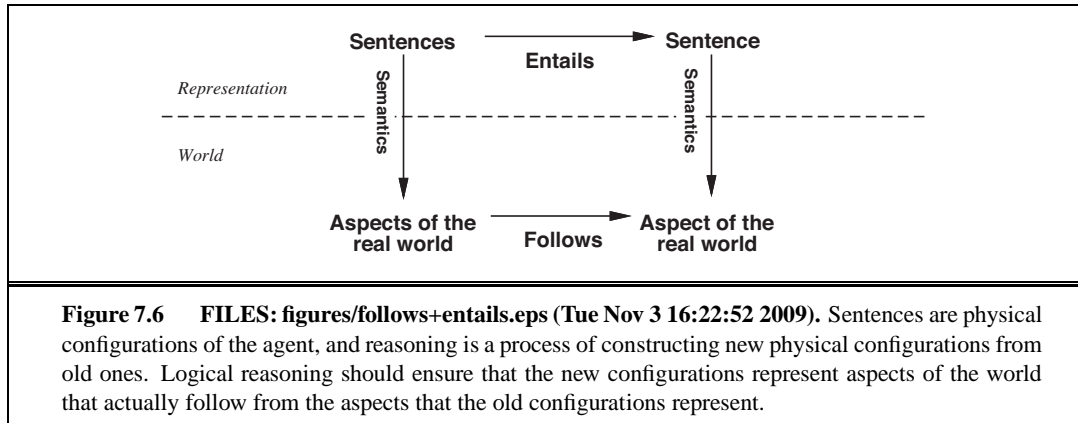 Sentences Sentence
Entails
Semantics Semantics
Representation
World
Aspects of the Aspect of the
real world real world
Follows
Figure 7.6 FILES: figures/follows+entails.eps (Tue Nov 3 16:22:52 2009). Sentences are physical
configurations of the agent, and reasoning is a process of constructing new physical configurations from
old ones. Logical reasoning should ensure that the new configurations represent aspects of the world
that actually follow from the aspects that the old configurations represent.